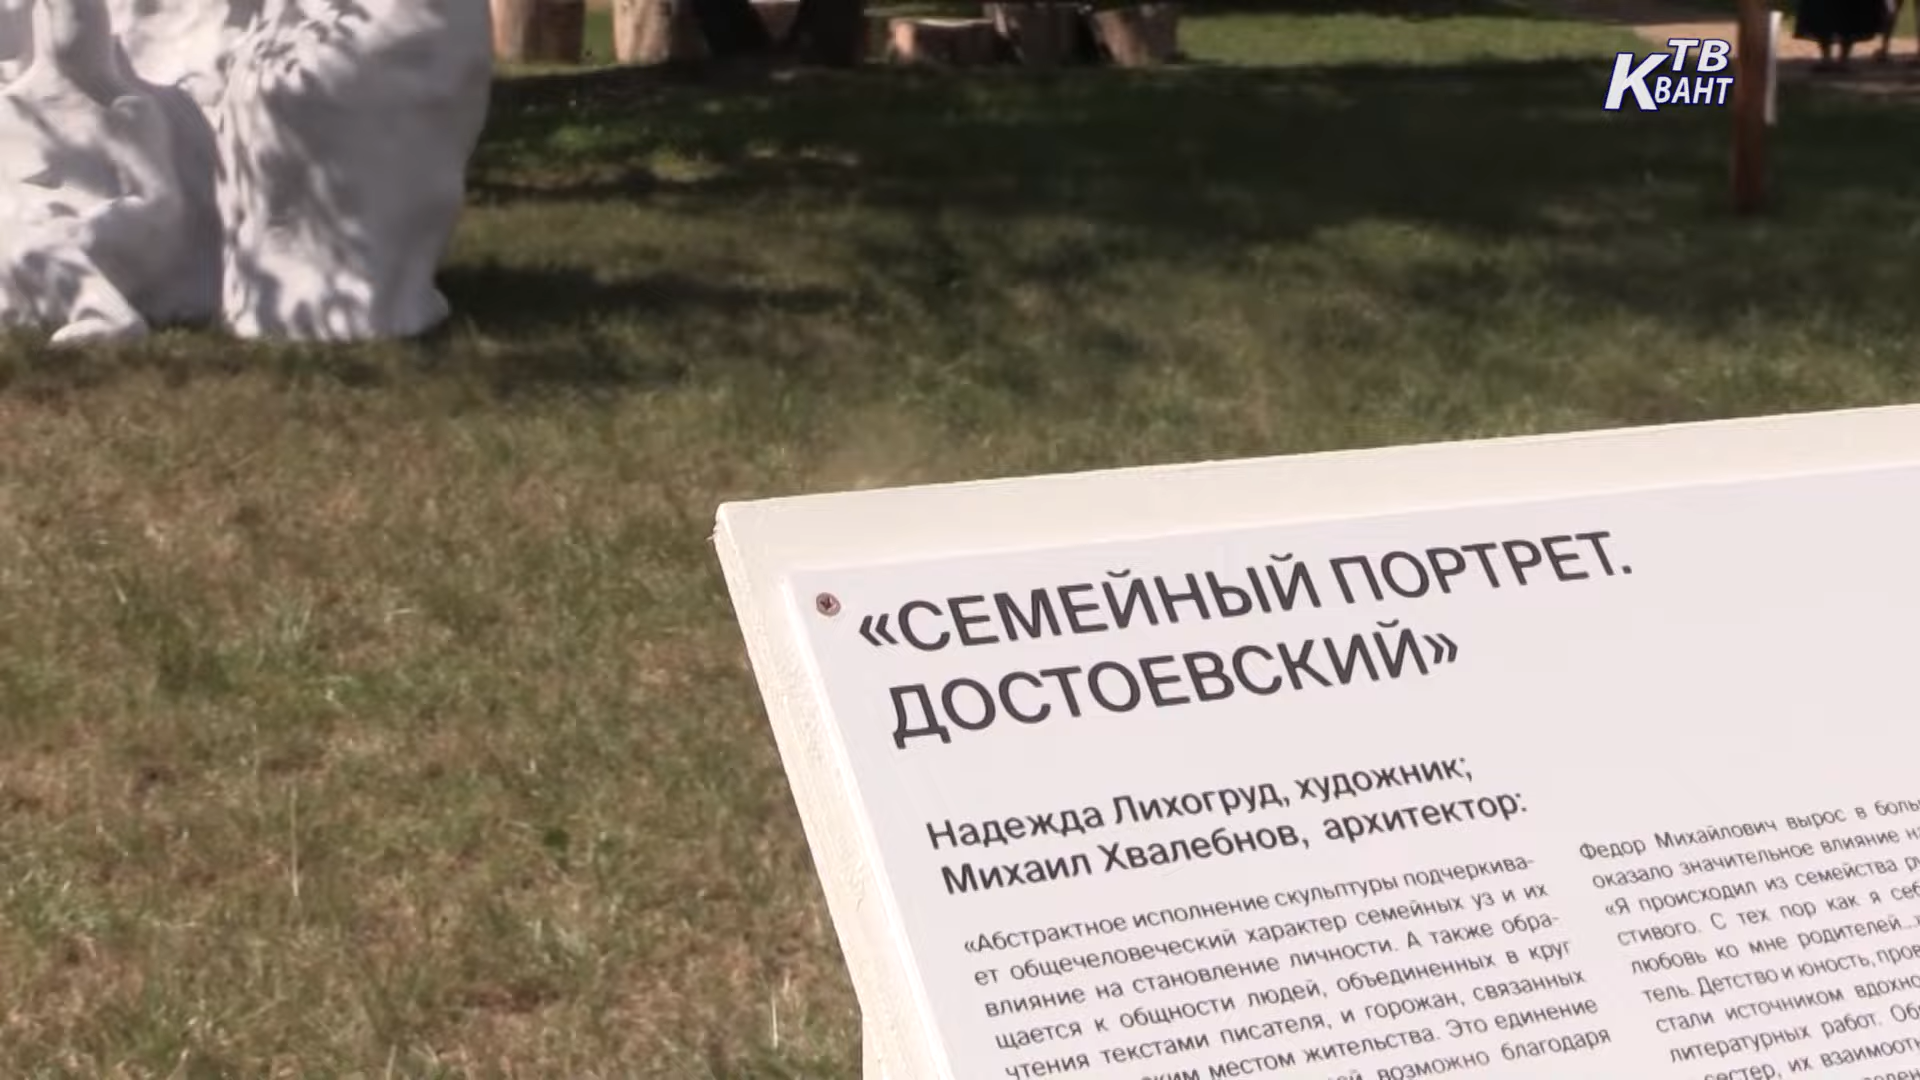 ТВ
КВАНТ
«СЕМЕЙНЫЙ ПОРТРЕТ.
ДОСТОЕВСКИЙ»
Надежда Лихогруд, художник;
Михаил Хвалебнов, архитектор:
«Абстрактное исполнение скульптуры подчеркива-
ет общечеловеческий характер семейных уз и их
влияние на становление личности. А также обра-
щается к общности людей, объединенных в круг
чтения текстами писателя, и горожан, связанных
местом жительства. Это единение
возможно благодаря
Федор Михайлович вырос в
оказало значительное влияние
«Я происходил из семейства
стивого. С тех пор как я
любовь ко мне родителей...
тель. Детство и юность,
стали источником
литературных работ.
их